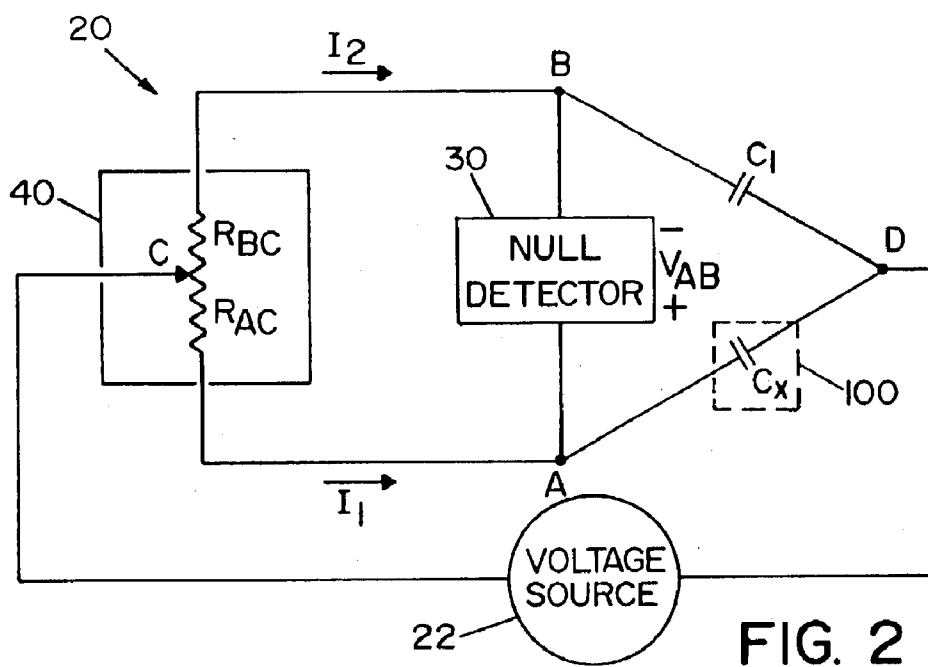 20
I2
B
40
30
C1
RBC
C
RAC
NULL
DETECTOR
−
VAB
+
D
CX
100
A
I1
VOLTAGE
SOURCE
22
FIG. 2